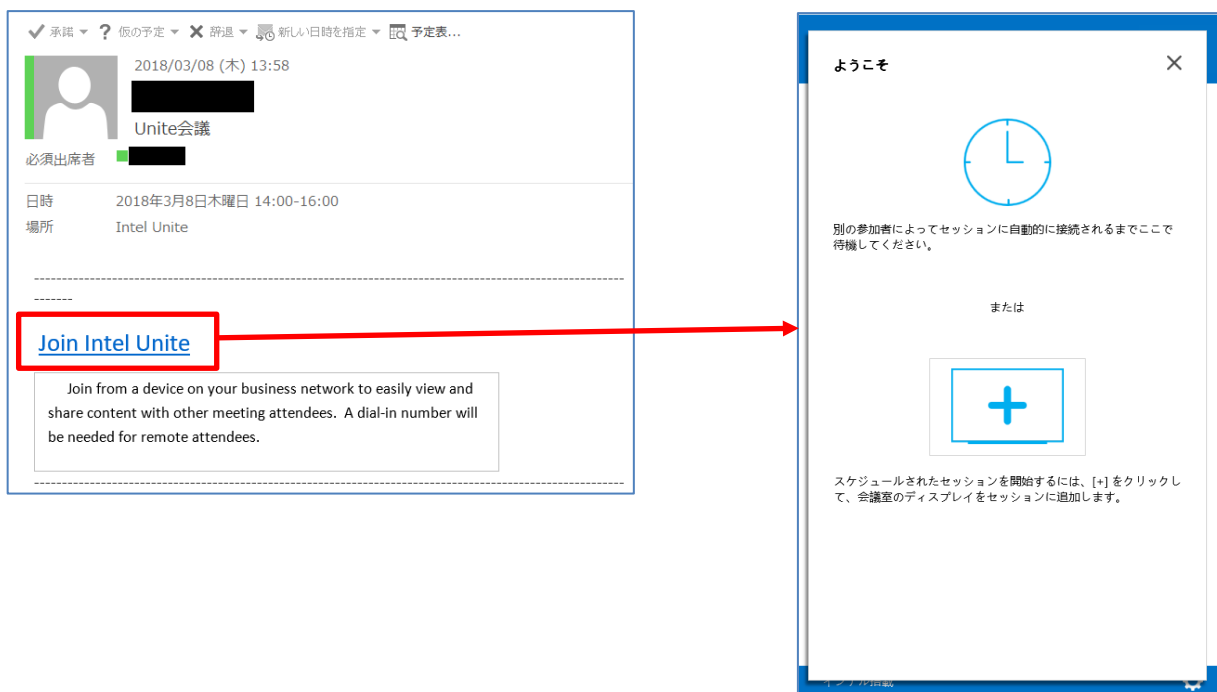 承諾 ? 仮の予定 辞退 新しい日時を指定 予定表...
2018/03/08 (木) 13:58
Unite会議
必須出席者
日時 2018年3月8日木曜日 14:00-16:00
場所 Intel Unite
-------
Join Intel Unite
Join from a device on your business network to easily view and
share content with other meeting attendees. A dial-in number will
be needed for remote attendees.
ようこそ
別の参加者によってセッションに自動的に接続されるまでここで
待機してください。
または
スケジュールされたセッションを開始するには、[+] をクリックし
て、会議室のディスプレイをセッションに追加します。
インテル搭載